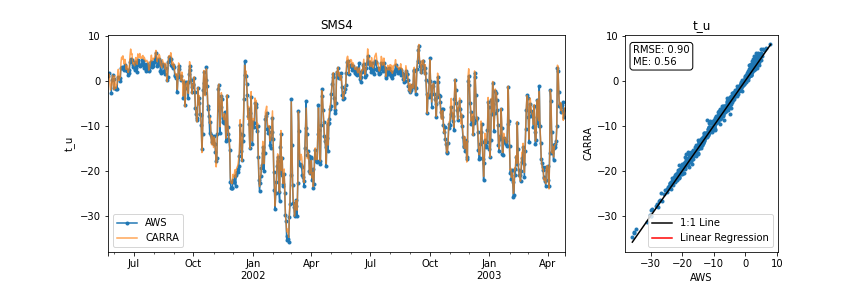 SMS4
t_u
10
0
−10
−20
−30
t_u
AWS
CARRA
Jul
Oct
Jan
2002
Apr
Jul
Oct
Jan
2003
Apr
RMSE: 0.90
ME: 0.56
10
0
−10
−20
−30
CARRA
1:1 Line
Linear Regression
−30
−20
−10
0
10
AWS